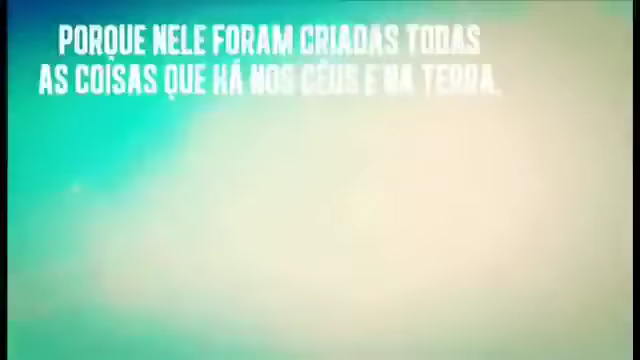 PORQUE NELE FORAM CRIADAS TODAS
AS COISAS QUE HÁ NOS CÉUS E NA TERRA,